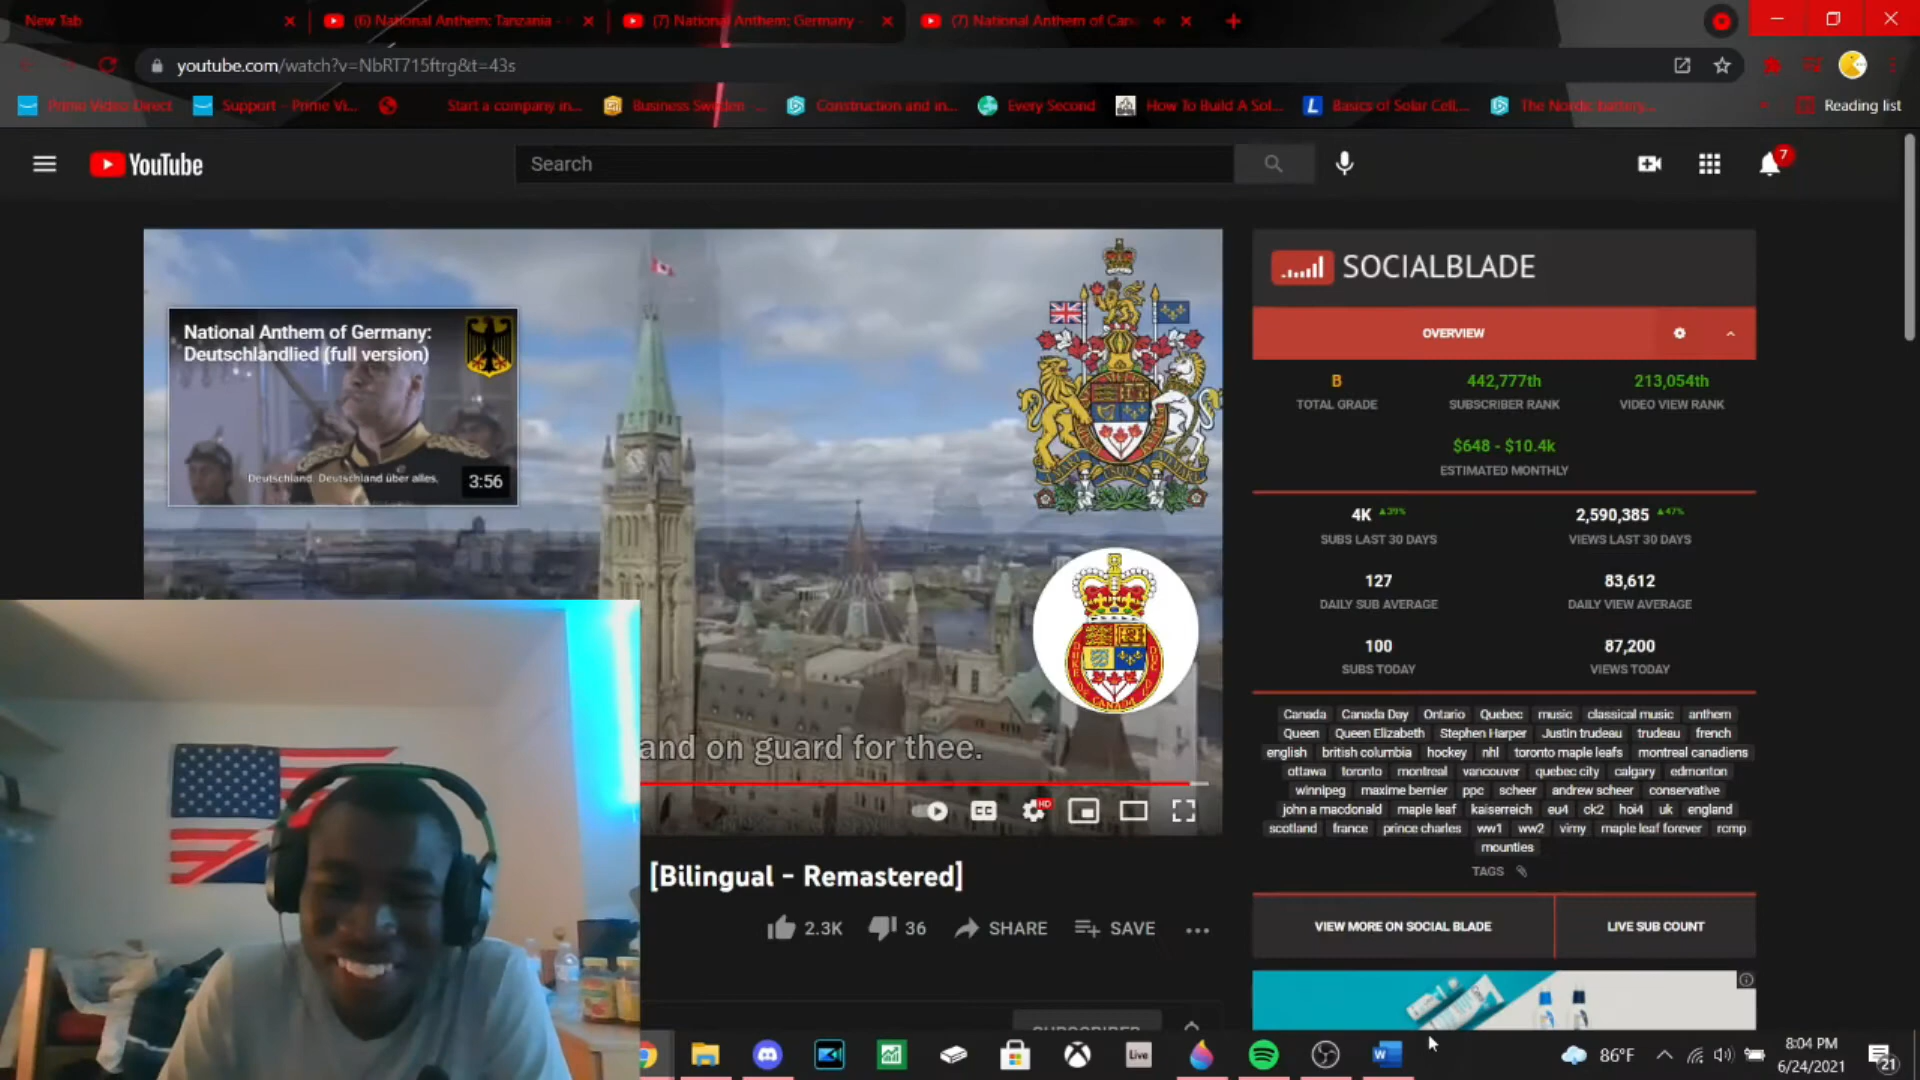 New Tab
(6) National Anthem: Tanzania -
(7) National Anthem: Germany -
(7) National Anthem of Can
youtube.com/watch?v=NbRT715ftrg&t=43s
Prime Video Direct
Support - Prime Vi...
Start a company in...
Business Sweden
Construction and in...
Every Second
How To Build A Sol...
Basics of Solar Cell,...
The Nordic battery...
Reading list
YouTube
Search
7
National Anthem of Germany:
Deutschlandlied (full version)
Deutschland, Deutschland über alles,
3:56
and on guard for thee.
CC
HD
[Bilingual - Remastered]
2.3K
36
SHARE
SAVE
SUBSCRIBED
SOCIALBLADE
OVERVIEW
B
442,777th
213,054th
TOTAL GRADE
SUBSCRIBER RANK
VIDEO VIEW RANK
$648 - $10.4k
ESTIMATED MONTHLY
4K ▲39%
2,590,385 ▲47%
SUBS LAST 30 DAYS
VIEWS LAST 30 DAYS
127
83,612
DAILY SUB AVERAGE
DAILY VIEW AVERAGE
100
87,200
SUBS TODAY
VIEWS TODAY
Canada Canada Day Ontario Quebec music classical music anthem
Queen Queen Elizabeth Stephen Harper Justin trudeau trudeau french
english british columbia hockey nhl toronto maple leafs montreal canadiens
ottawa toronto montreal vancouver quebec city calgary edmonton
winnipeg maxime bernier ppc scheer andrew scheer conservative
john a macdonald maple leaf kaiserreich eu4 ck2 hoi4 uk england
scotland france prince charles ww1 ww2 vimy maple leaf forever rcmp
mounties
TAGS
VIEW MORE ON SOCIAL BLADE
LIVE SUB COUNT
Live
W
86°F
8:04 PM
6/24/2021
21